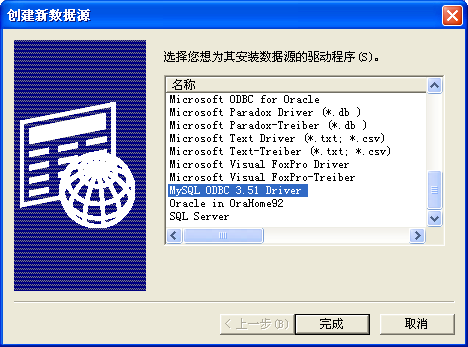 创建新数据源
选择您想为其安装数据源的驱动程序(S)。
名称
Microsoft ODBC for Oracle
Microsoft Paradox Driver (*.db )
Microsoft Paradox-Treiber (*.db )
Microsoft Text Driver (*.txt; *.csv)
Microsoft Text-Treiber (*.txt; *.csv)
Microsoft Visual FoxPro Driver
Microsoft Visual FoxPro-Treiber
MySQL ODBC 3.51 Driver
Oracle in OraHome92
SQL Server
< 上一步(B)
完成
取消